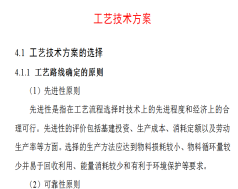 工艺技术方案
4.1 工艺技术方案的选择
4.1.1 工艺路线确定的原则
（1）先进性原则
先进性是指在工艺流程选择时技术上的先进程度和经济上的合
理可行。先进性的评价包括基建投资、生产成本、消耗定额以及劳动
生产率等方面。选择的生产方法应达到物料损耗较小、物料循环量较
少并易于回收利用、能量消耗较少和有利于环境保护等要求。
（2）可靠性原则